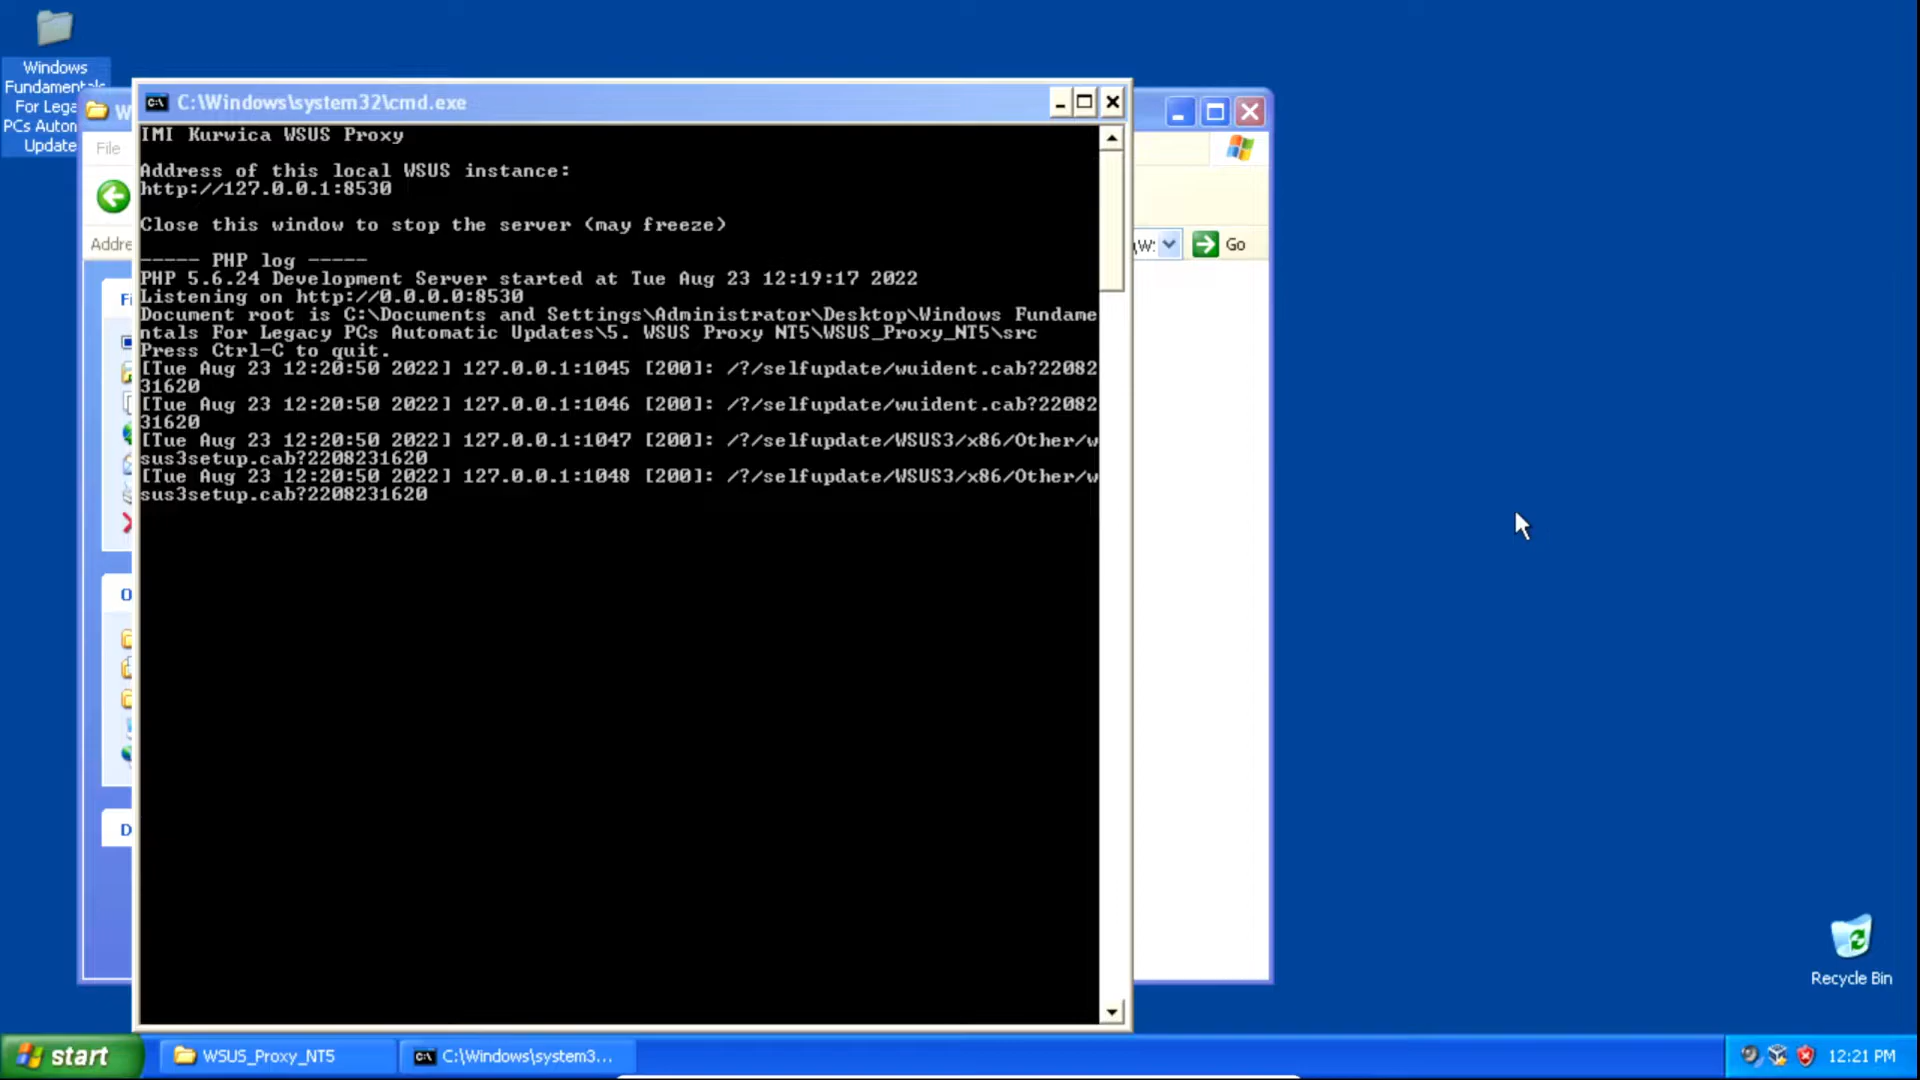 Windows
Fundamentals
For Lega
PCs Autom
Update
W
File
Addre
Fi
O
D
C:\Windows\system32\cmd.exe
IMI Kurwica WSUS Proxy
Address of this local WSUS instance:
http://127.0.0.1:8530
Close this window to stop the server (may freeze)
----- PHP log -----
PHP 5.6.24 Development Server started at Tue Aug 23 12:19:17 2022
Listening on http://0.0.0.0:8530
Document root is C:\Documents and Settings\Administrator\Desktop\Windows Fundame
ntals For Legacy PCs Automatic Updates\5. WSUS Proxy NT5\WSUS_Proxy_NT5\src
Press Ctrl-C to quit.
[Tue Aug 23 12:20:50 2022] 127.0.0.1:1045 [200]: /?/selfupdate/wuident.cab?22082
31620
[Tue Aug 23 12:20:50 2022] 127.0.0.1:1046 [200]: /?/selfupdate/wuident.cab?22082
31620
[Tue Aug 23 12:20:50 2022] 127.0.0.1:1047 [200]: /?/selfupdate/WSUS3/x86/Other/w
sus3setup.cab?2208231620
[Tue Aug 23 12:20:50 2022] 127.0.0.1:1048 [200]: /?/selfupdate/WSUS3/x86/Other/w
sus3setup.cab?2208231620
\W:
Go
Recycle Bin
start
WSUS_Proxy_NT5
C:\Windows\system3...
12:21 PM